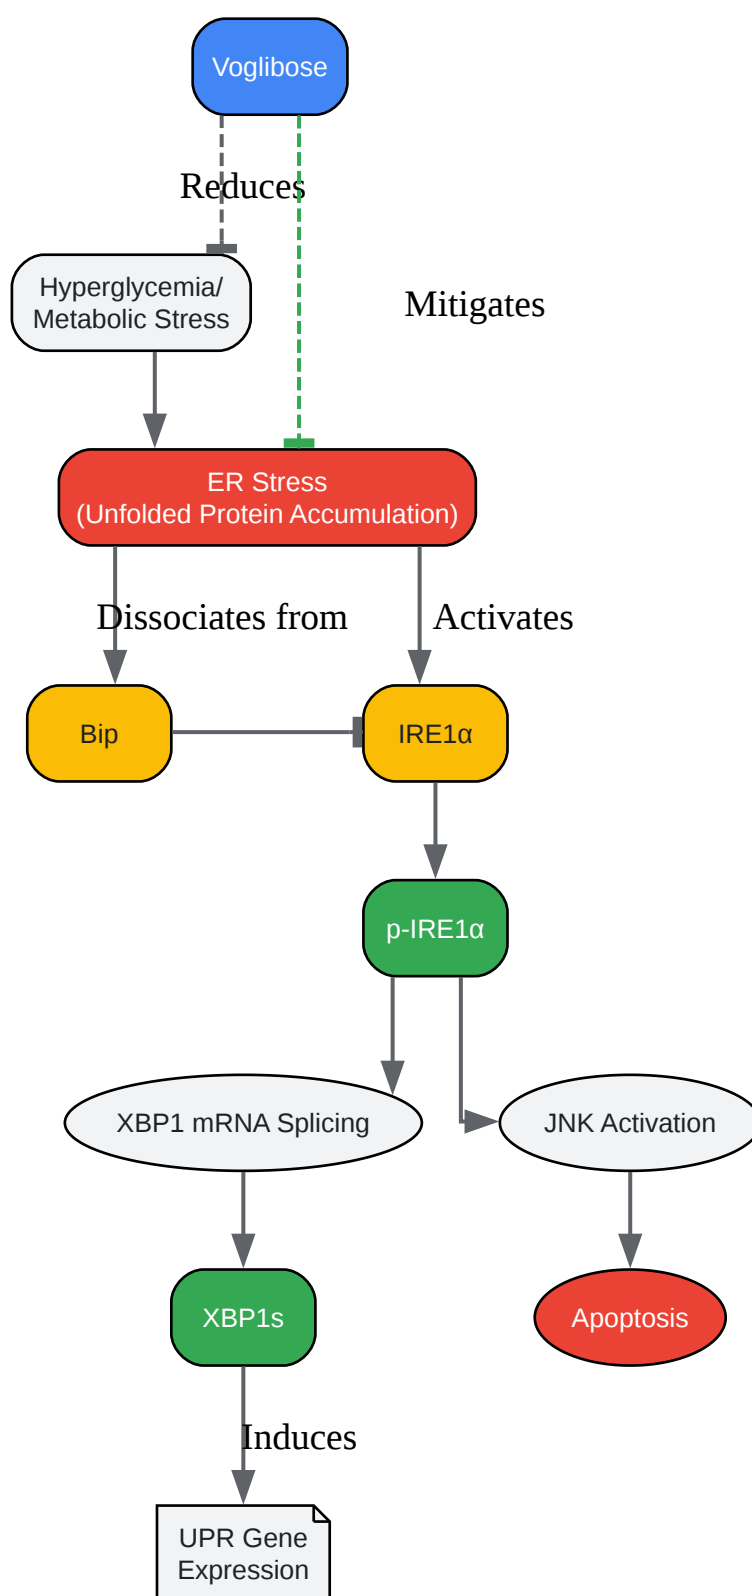 Voglibose
Reduces
Hyperglycemia/
Metabolic Stress
Mitigates
ER Stress
(Unfolded Protein Accumulation)
Dissociates from
Activates
Bip
IRE1α
p-IRE1α
XBP1 mRNA Splicing
JNK Activation
XBP1s
Apoptosis
Induces
UPR Gene
Expression